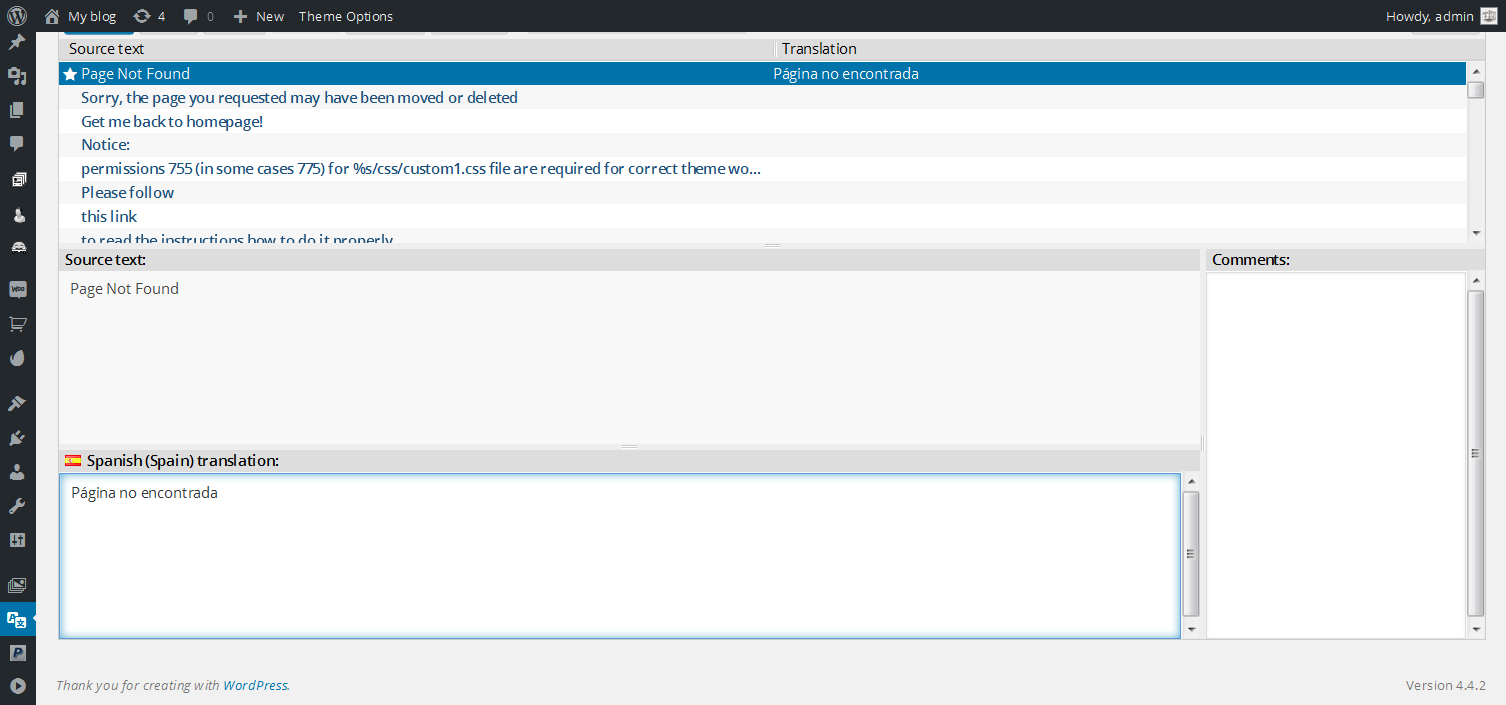 My blog 4 0 New Theme Options Howdy, admin
Source text Translation
Page Not Found Página no encontrada
Sorry, the page you requested may have been moved or deleted
Get me back to homepage!
Notice:
permissions 755 (in some cases 775) for %s/css/custom1.css file are required for correct theme wo...
Please follow
this link
to read the instructions how to do it properly
Source text: Comments:
Page Not Found
Spanish (Spain) translation:
Página no encontrada
Thank you for creating with WordPress. Version 4.4.2